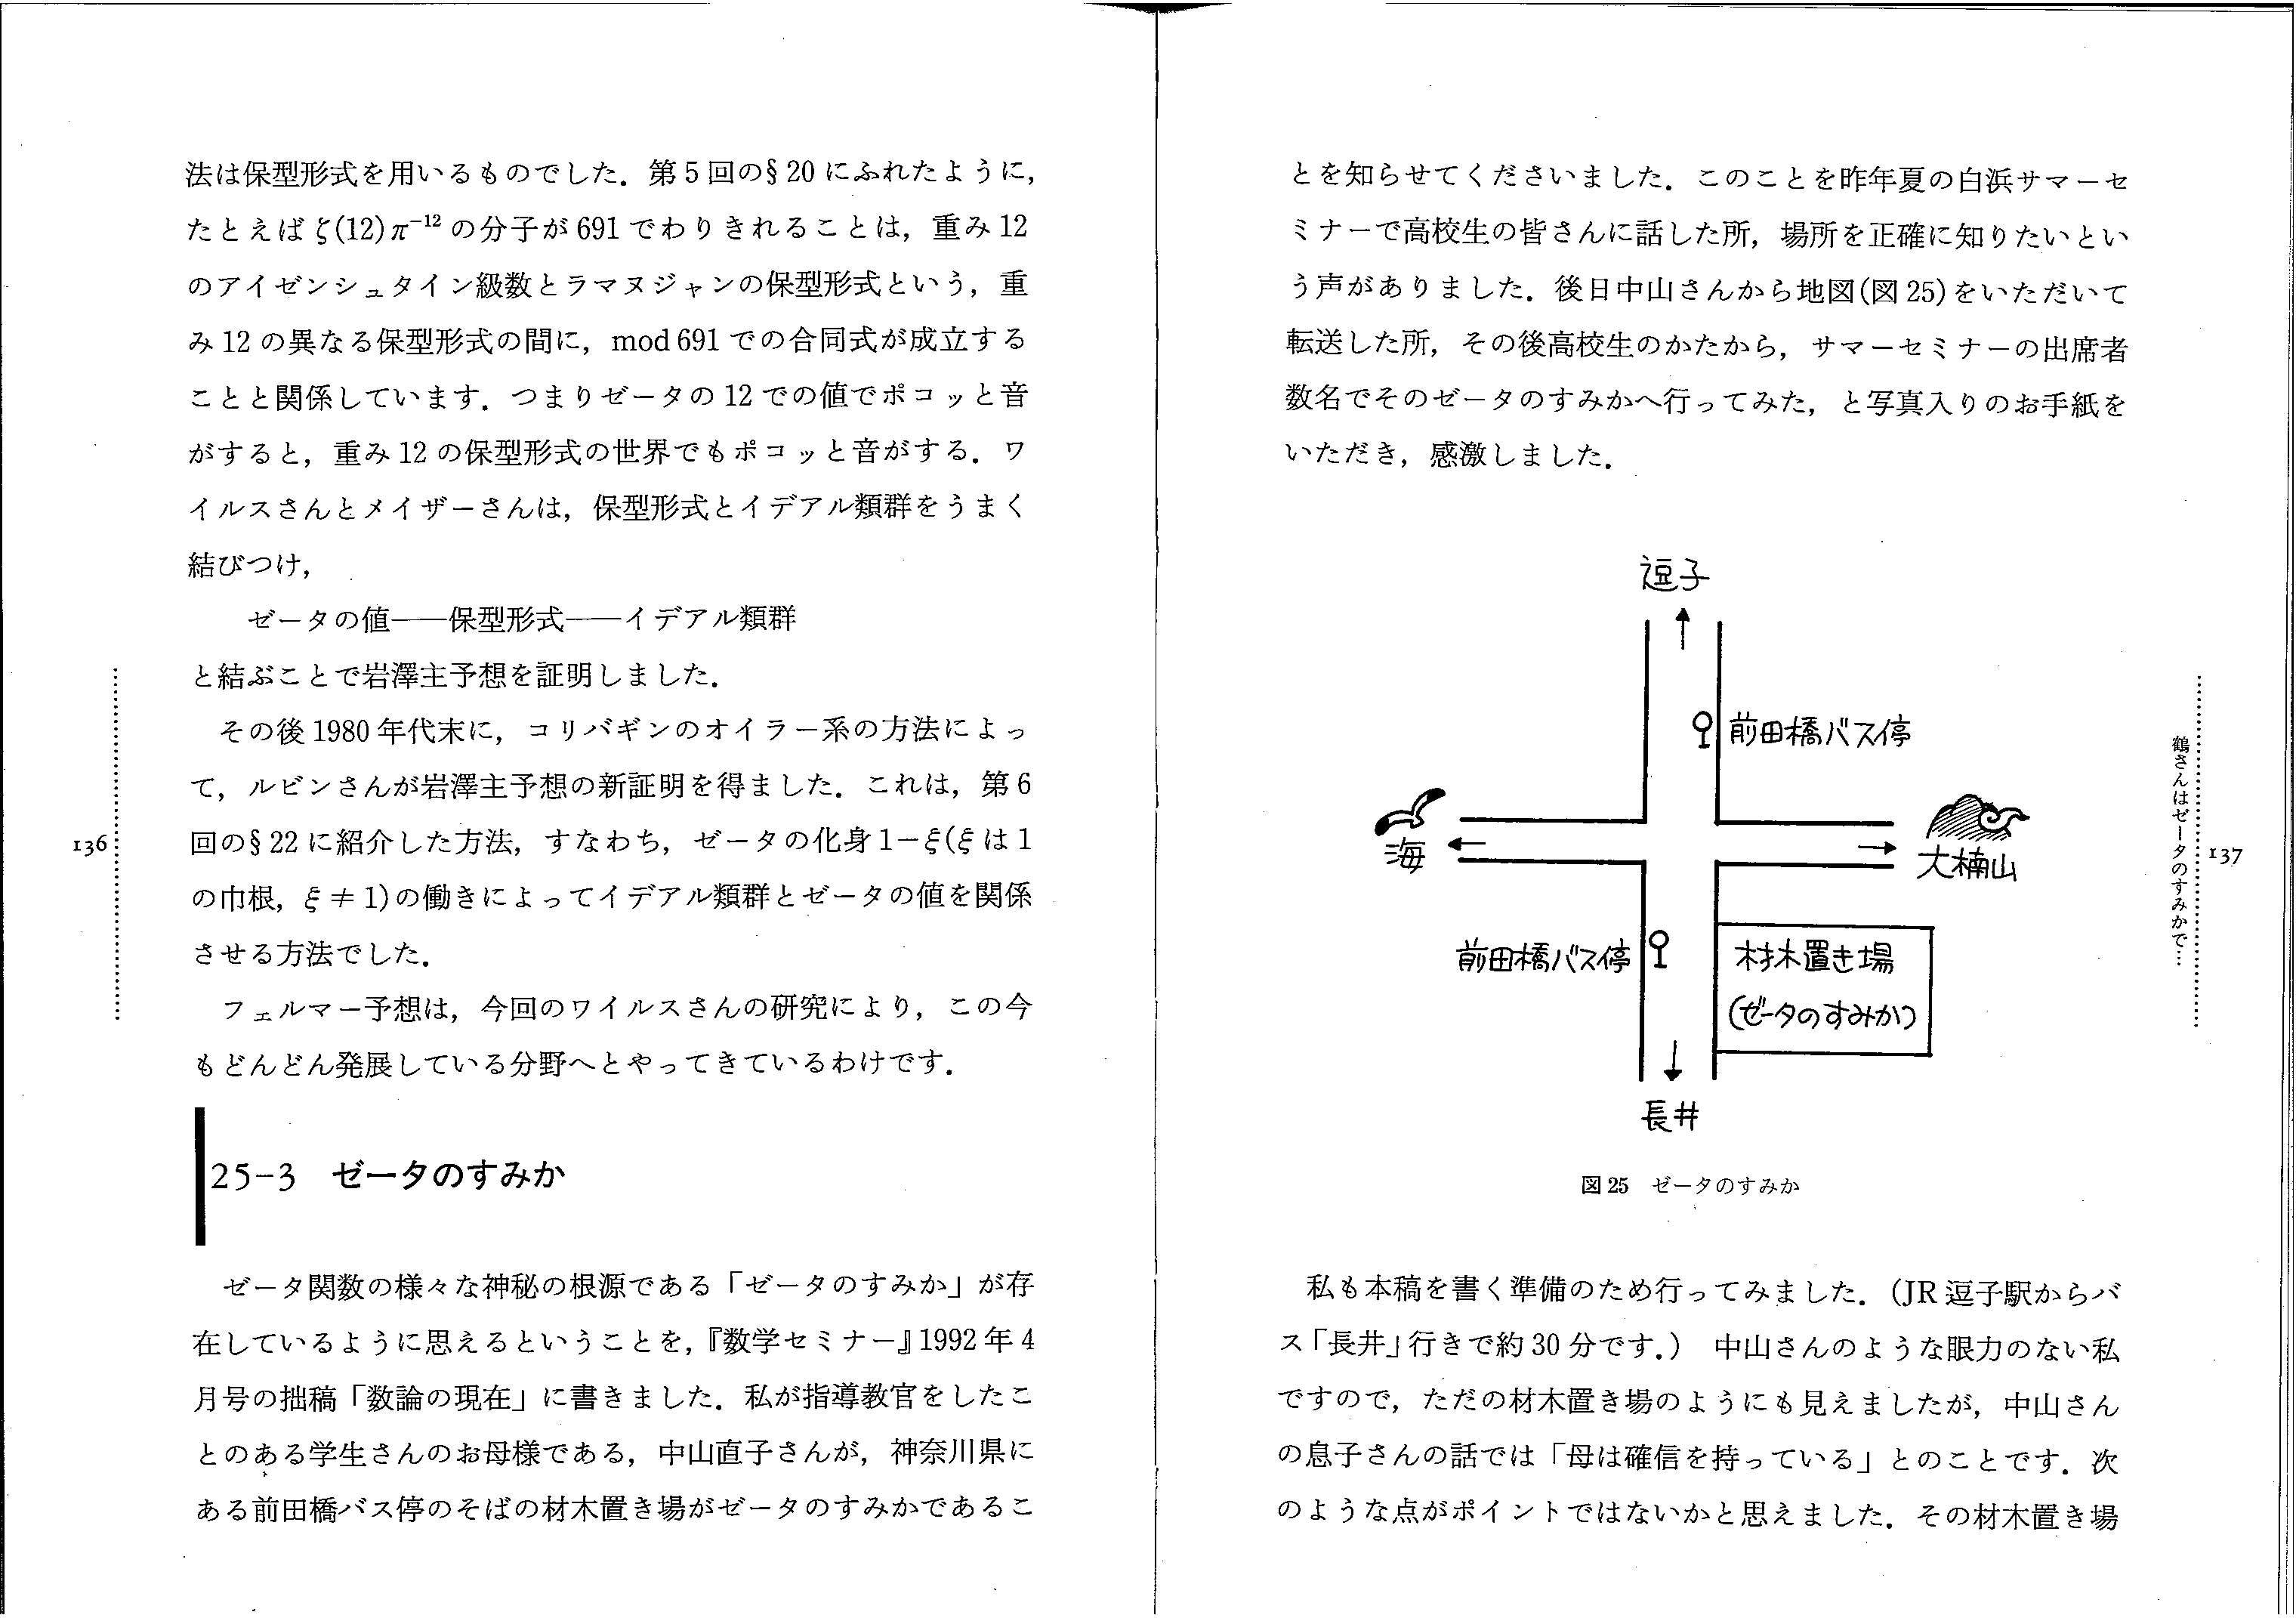 法は保型形式を用いるものでした．第5回の§20にふれたように，
たとえばζ(12)π⁻¹²の分子が691でわりきれることは，重み12
のアイゼンシュタイン級数とラマヌジャンの保型形式という，重
み12の異なる保型形式の間に，mod 691での合同式が成立する
ことと関係しています．つまりゼータの12での値でポコッと音
がすると，重み12の保型形式の世界でもポコッと音がする．ワ
イルスさんとメイザーさんは，保型形式とイデアル類群をうまく
結びつけ，
ゼータの値――保型形式――イデアル類群
と結ぶことで岩澤主予想を証明しました．
その後1980年代末に，コリバギンのオイラー系の方法によっ
て，ルビンさんが岩澤主予想の新証明を得ました．これは，第6
回の§22に紹介した方法，すなわち，ゼータの化身1−ξ(ξは1
の巾根，ξ≠1)の働きによってイデアル類群とゼータの値を関係
させる方法でした．
フェルマー予想は，今回のワイルスさんの研究により，この今
もどんどん発展している分野へとやってきているわけです．
136
25-3　ゼータのすみか
ゼータ関数の様々な神秘の根源である「ゼータのすみか」が存
在しているように思えるということを,『数学セミナー』1992年4
月号の拙稿「数論の現在」に書きました．私が指導教官をしたこ
とのある学生さんのお母様である，中山直子さんが，神奈川県に
ある前田橋バス停のそばの材木置き場がゼータのすみかであるこ
とを知らせてくださいました．このことを昨年夏の白浜サマーセ
ミナーで高校生の皆さんに話した所，場所を正確に知りたいとい
う声がありました．後日中山さんから地図(図25)をいただいて
転送した所，その後高校生のかたから，サマーセミナーの出席者
数名でそのゼータのすみかへ行ってみた，と写真入りのお手紙を
いただき，感激しました．
逗子
↑
前田橋バス停
海
←
→
大楠山
前田橋バス停
材木置き場
(ゼータのすみか)
↓
長井
図25　ゼータのすみか
鶴さんはゼータのすみかで…
137
私も本稿を書く準備のため行ってみました．(JR逗子駅からバ
ス「長井」行きで約30分です．)　中山さんのような眼力のない私
ですので，ただの材木置き場のようにも見えましたが，中山さん
の息子さんの話では「母は確信を持っている」とのことです．次
のような点がポイントではないかと思えました．その材木置き場